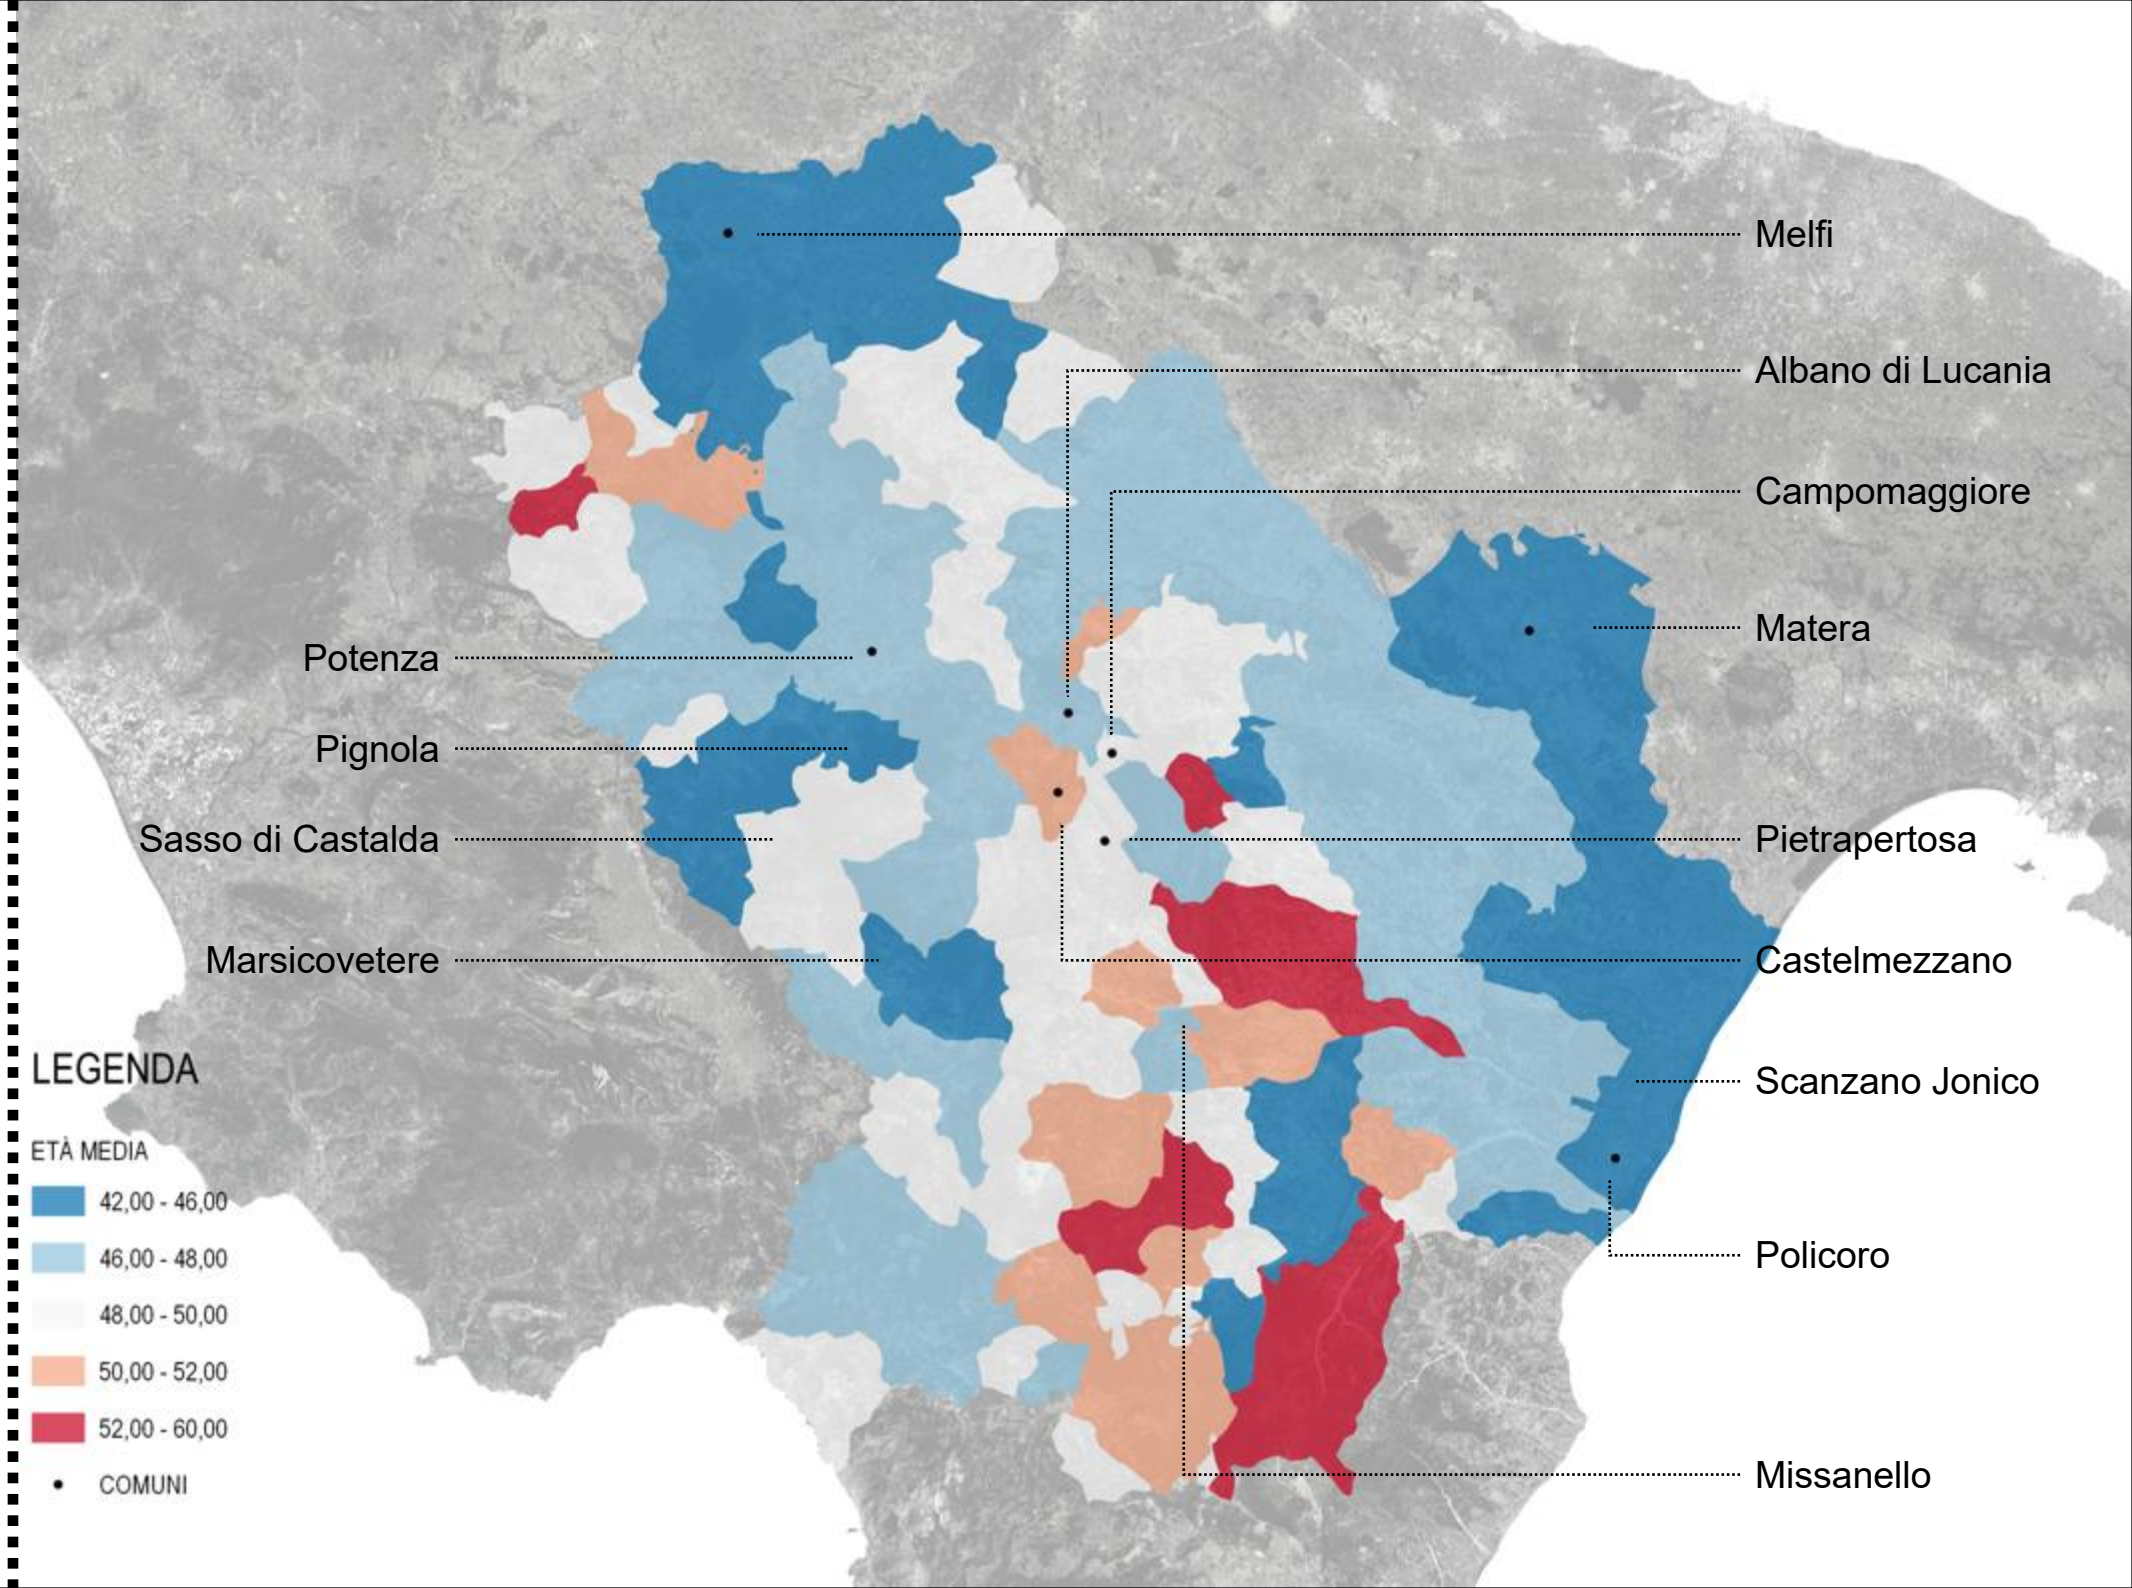 Melfi
Albano di Lucania
Campomaggiore
Matera
Potenza
Pignola
Sasso di Castalda
Pietrapertosa
Marsicovetere
Castelmezzano
Scanzano Jonico
Policoro
Missanello
LEGENDA
ETÀ MEDIA
42,00 - 46,00
46,00 - 48,00
48,00 - 50,00
50,00 - 52,00
52,00 - 60,00
COMUNI